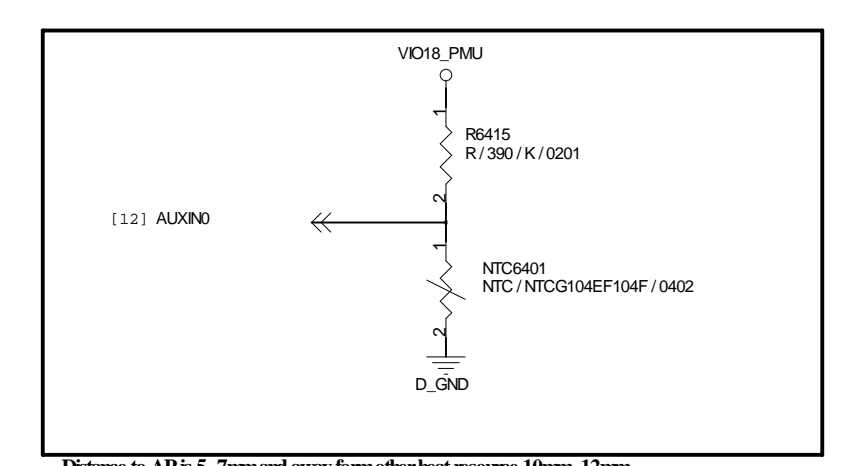 VIO18_PMU
1
R6415
R / 390 / K / 0201
2
[12] AUXIN0
1
NTC6401
NTC / NTCG104EF104F / 0402
2
D_GND
Distance to AP is 5~7mm and away form other heat resource 10mm~12mm